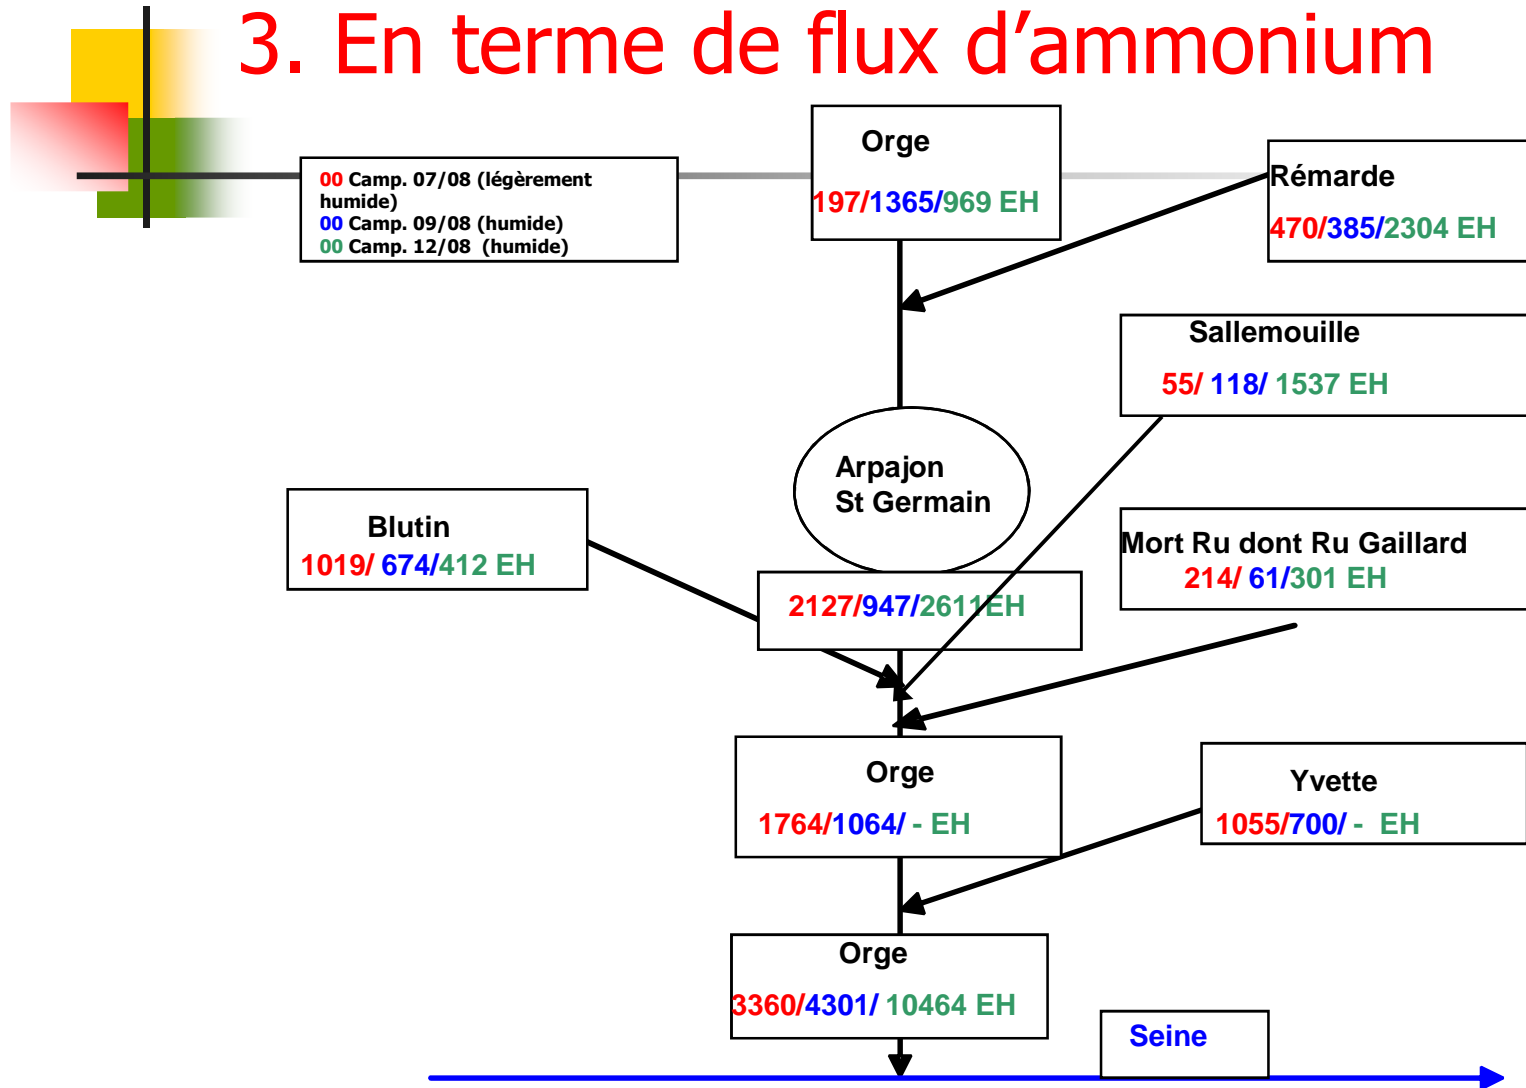 3. En terme de flux d’ammonium
00 Camp. 07/08 (légèrement
humide)
00 Camp. 09/08 (humide)
00 Camp. 12/08 (humide)
Orge
197/1365/969 EH
Rémarde
470/385/2304 EH
Sallemouille
55/ 118/ 1537 EH
Arpajon
St Germain
Blutin
1019/ 674/412 EH
Mort Ru dont Ru Gaillard
214/ 61/301 EH
2127/947/2611EH
Orge
1764/1064/ - EH
Yvette
1055/700/ - EH
Orge
3360/4301/ 10464 EH
Seine